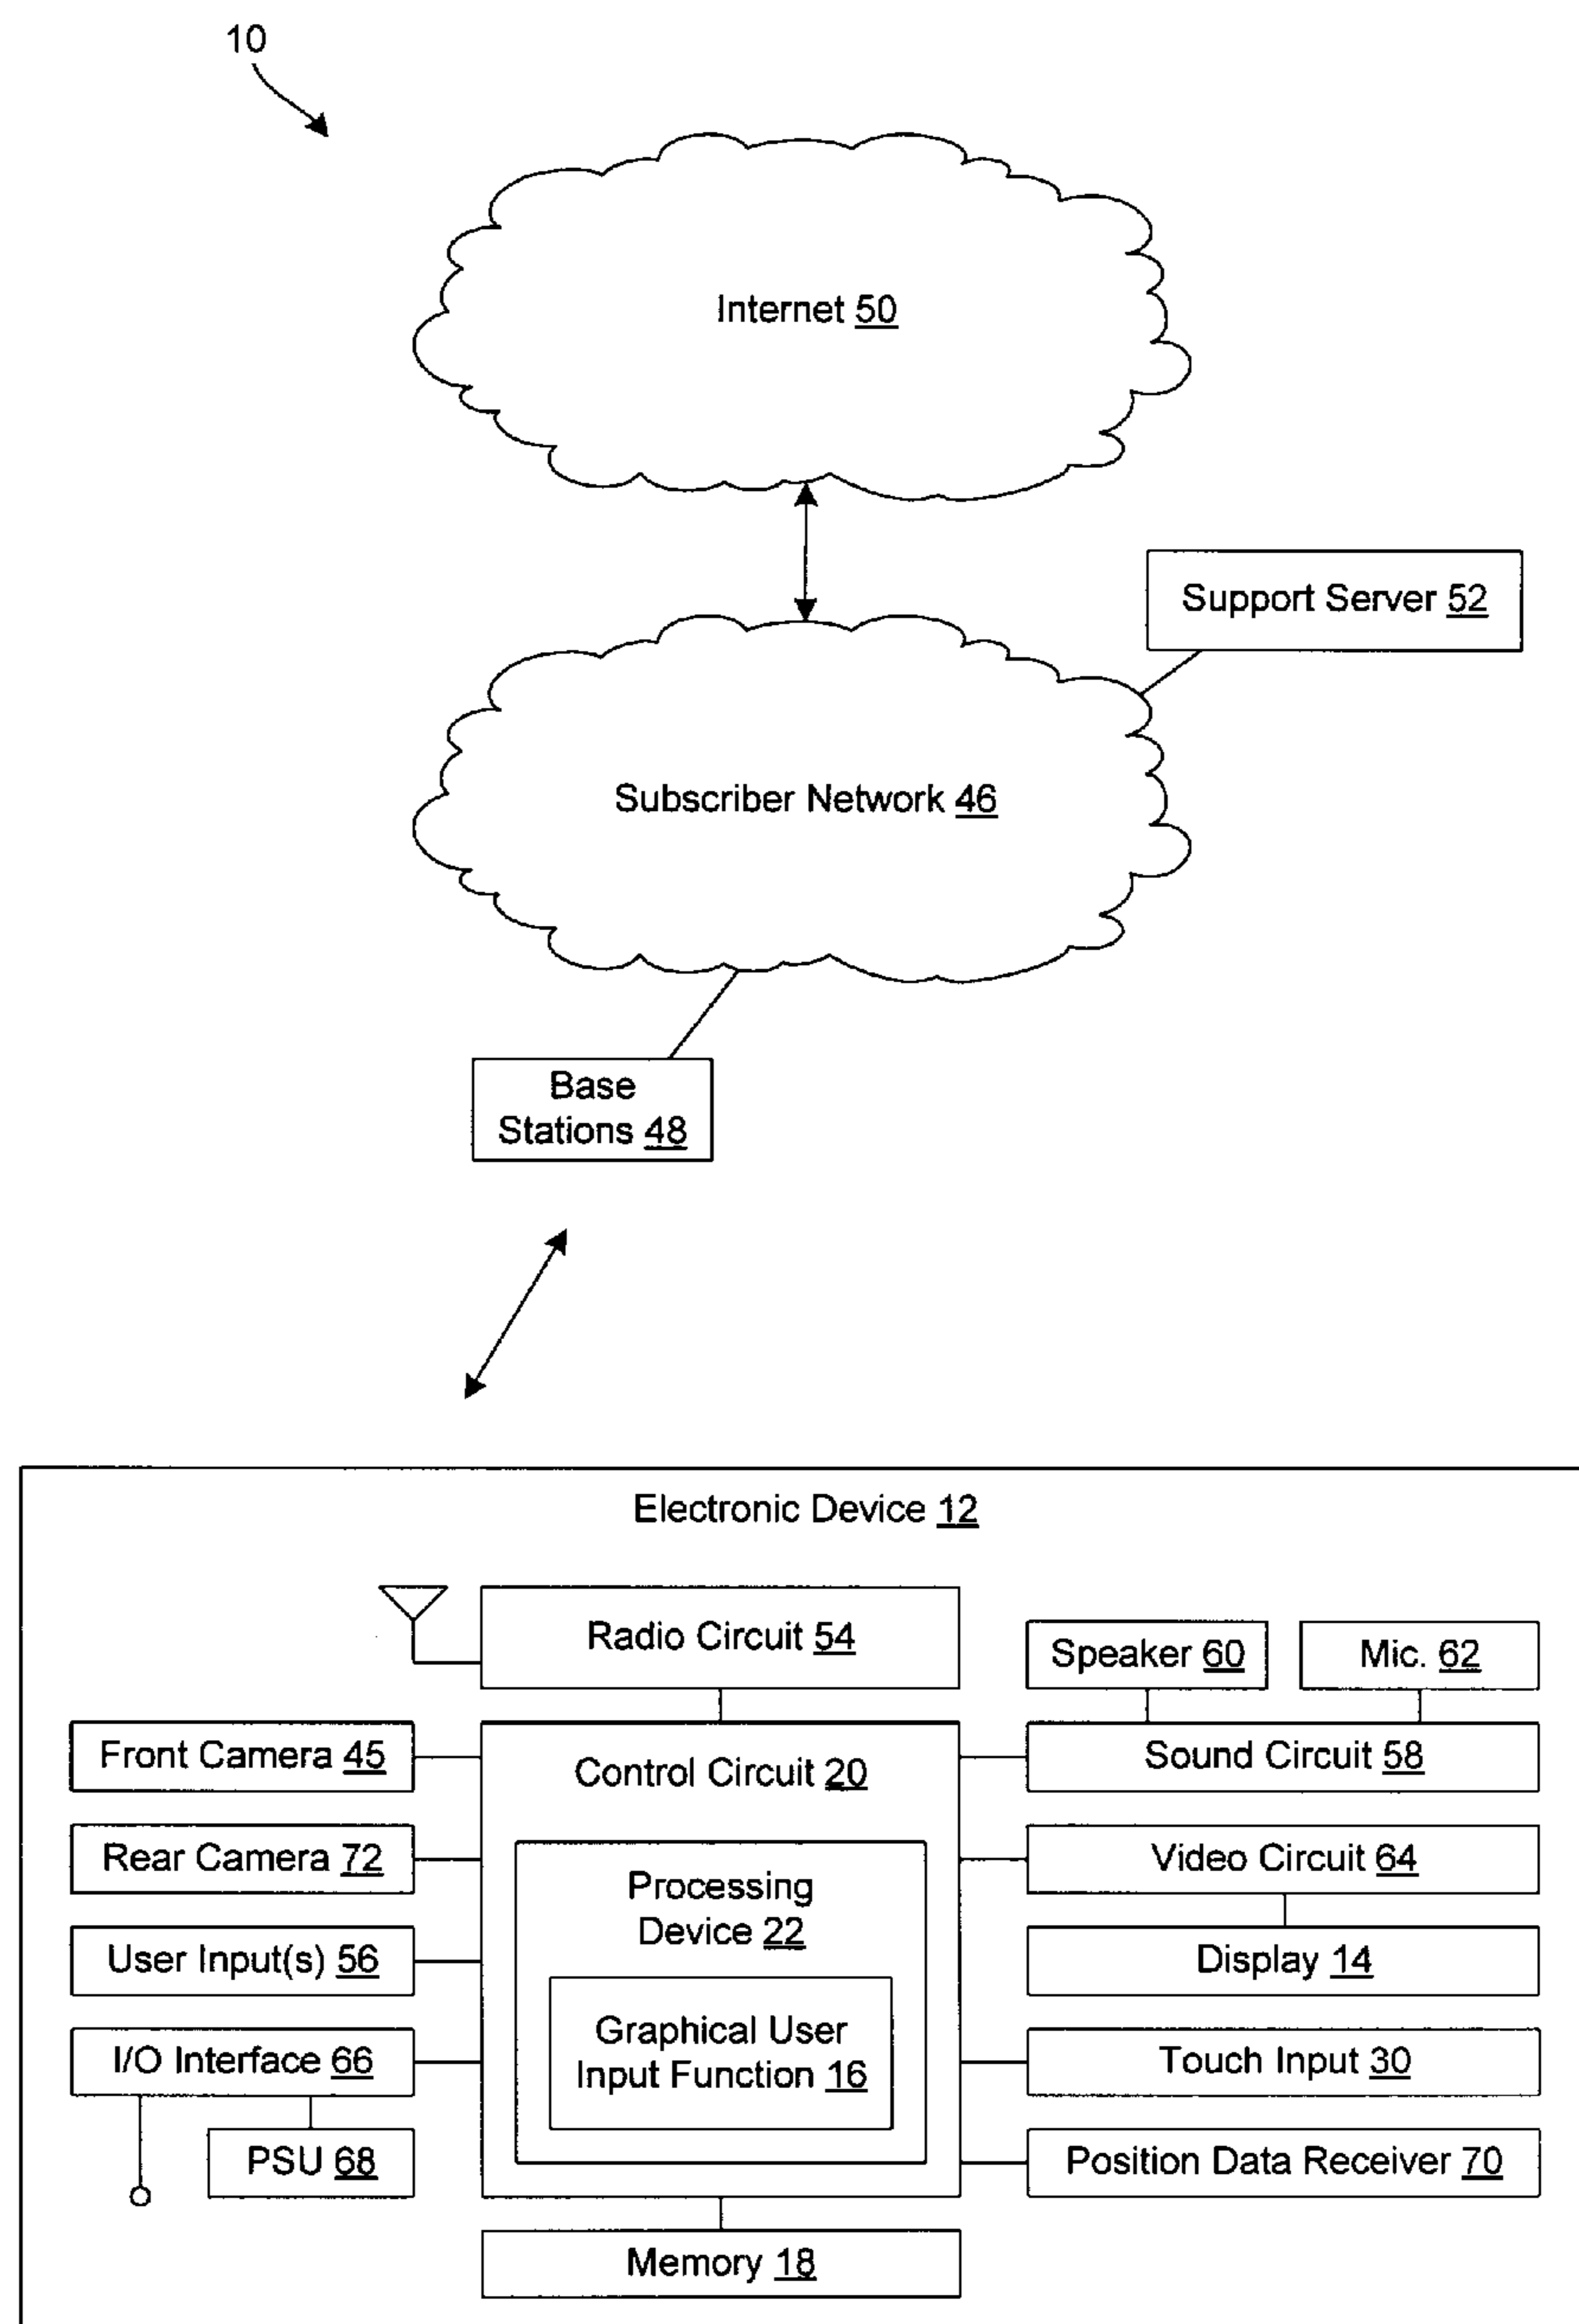 10
Internet 50
Support Server 52
Subscriber Network 46
Base
Stations 48
Electronic Device 12
Radio Circuit 54
Speaker 60
Mic. 62
Front Camera 45
Control Circuit 20
Sound Circuit 58
Rear Camera 72
Processing
Device 22
Video Circuit 64
User Input(s) 56
Display 14
I/O Interface 66
Graphical User
Input Function 16
Touch Input 30
PSU 68
Position Data Receiver 70
Memory 18